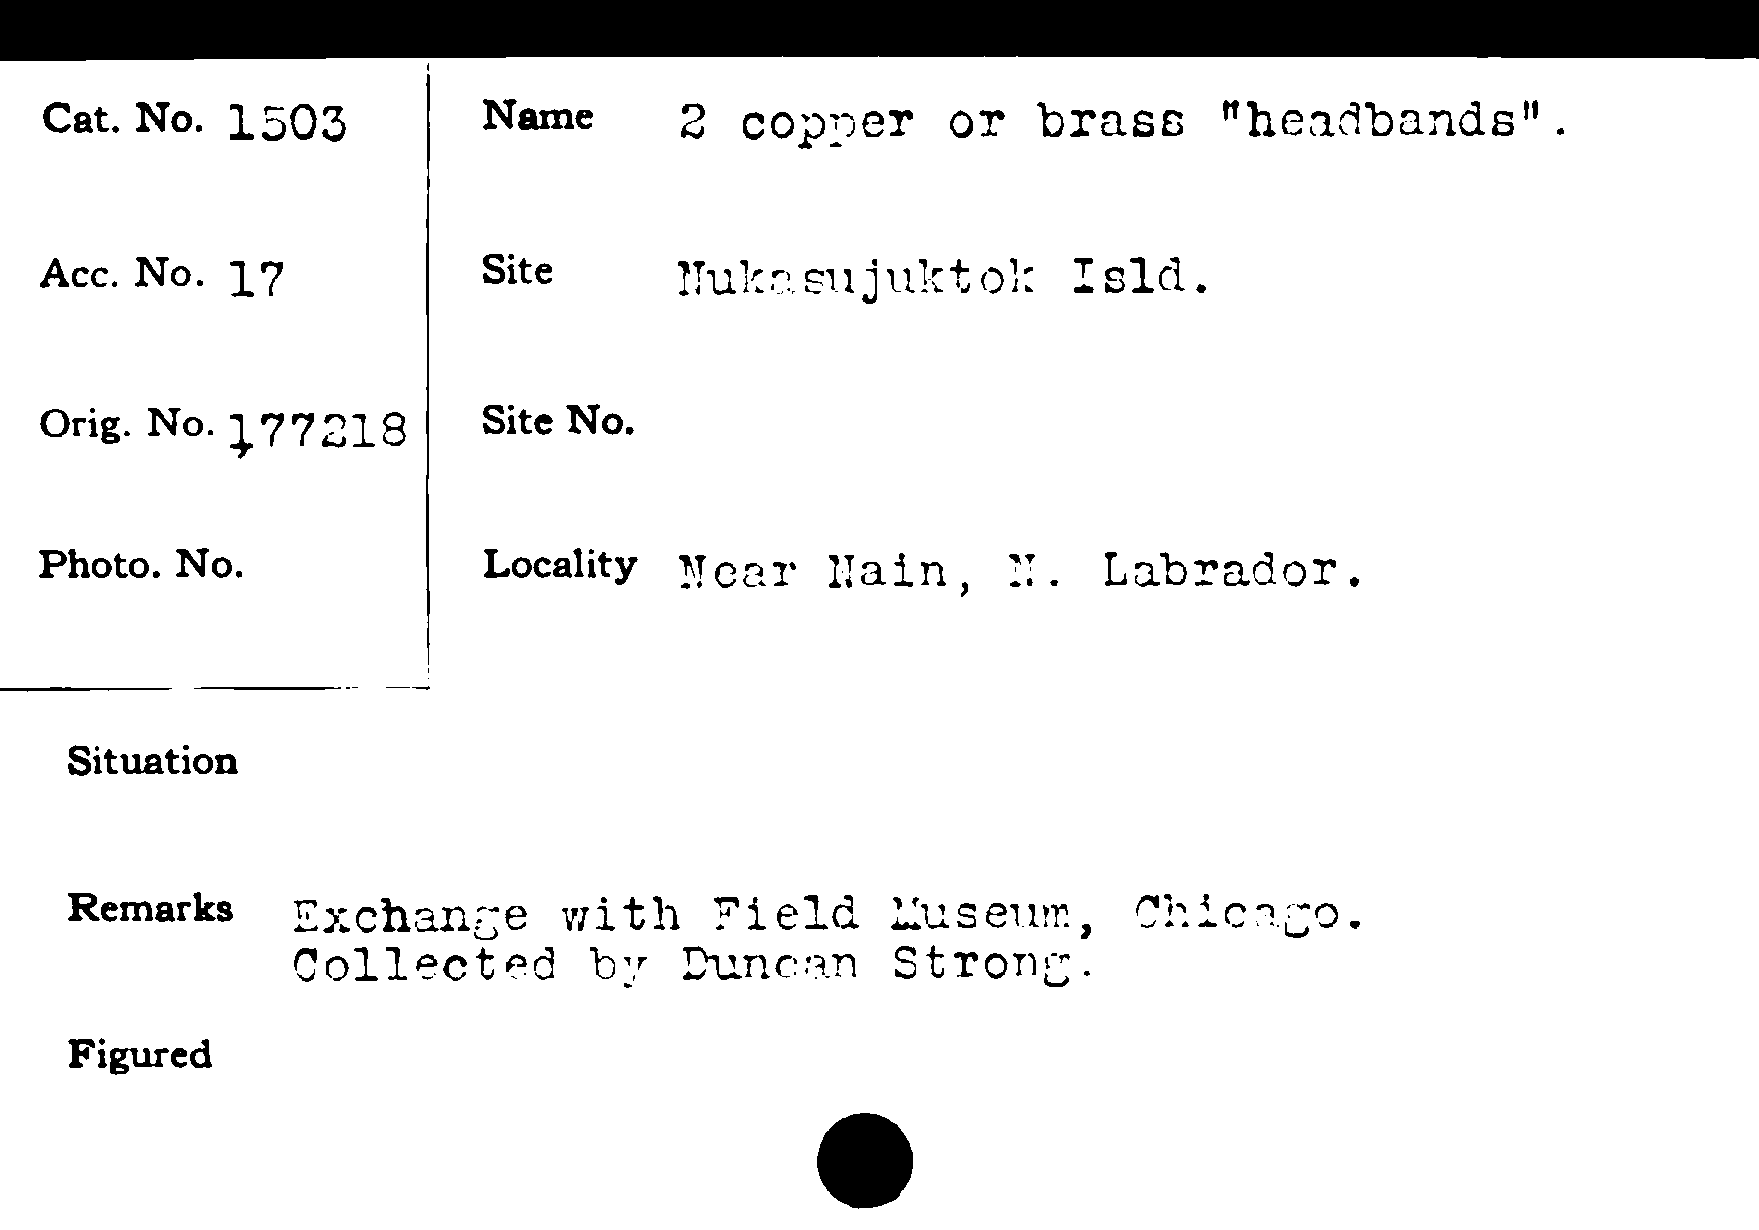 Cat. No. 1503
Name 2 copper or brass "headbands".
Acc. No. 17
Site Nukasujuktok Isld.
Orig. No. 177218
Site No.
Photo. No.
Locality Near Nain, N. Labrador.
Situation
Remarks Exchange with Field Museum, Chicago.
Collected by Duncan Strong.
Figured